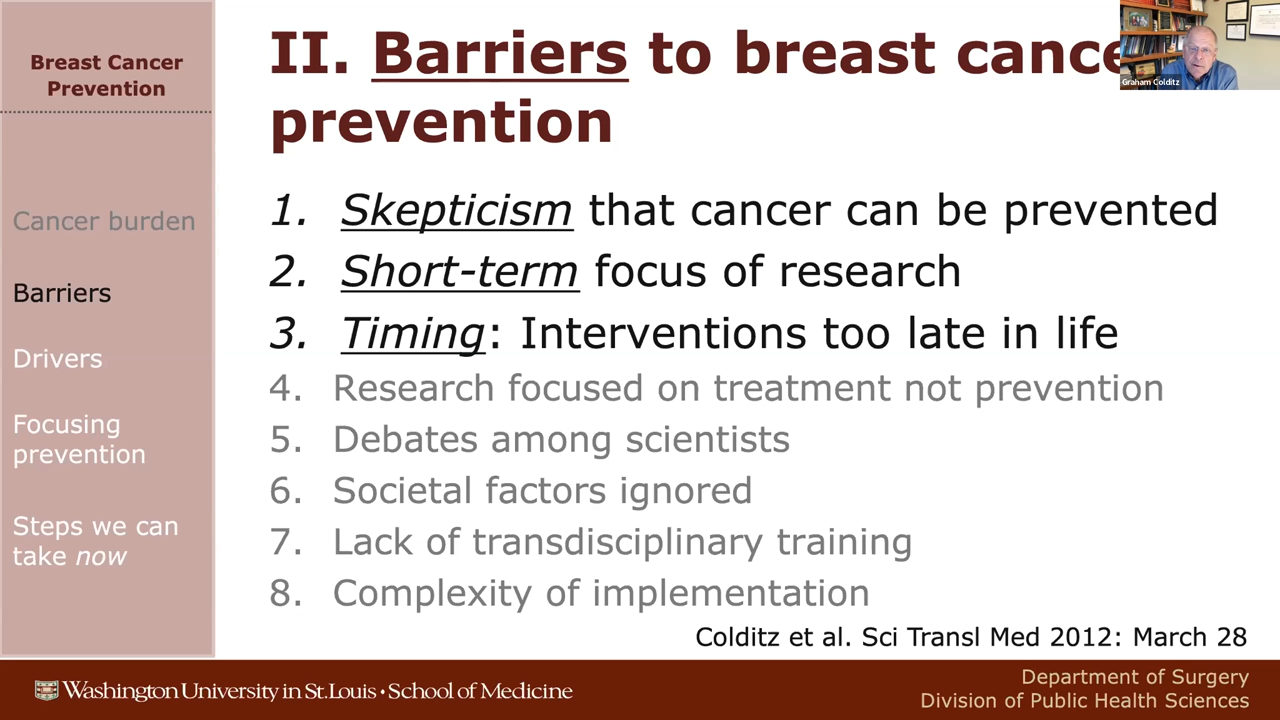 Breast Cancer
Prevention
Cancer burden
Barriers
Drivers
Focusing
prevention
Steps we can
take now
II. Barriers to breast cance
prevention
Graham Colditz
1. Skepticism that cancer can be prevented
2. Short-term focus of research
3. Timing: Interventions too late in life
4. Research focused on treatment not prevention
5. Debates among scientists
6. Societal factors ignored
7. Lack of transdisciplinary training
8. Complexity of implementation
Colditz et al. Sci Transl Med 2012: March 28
Washington University in St. Louis • School of Medicine
Department of Surgery
Division of Public Health Sciences